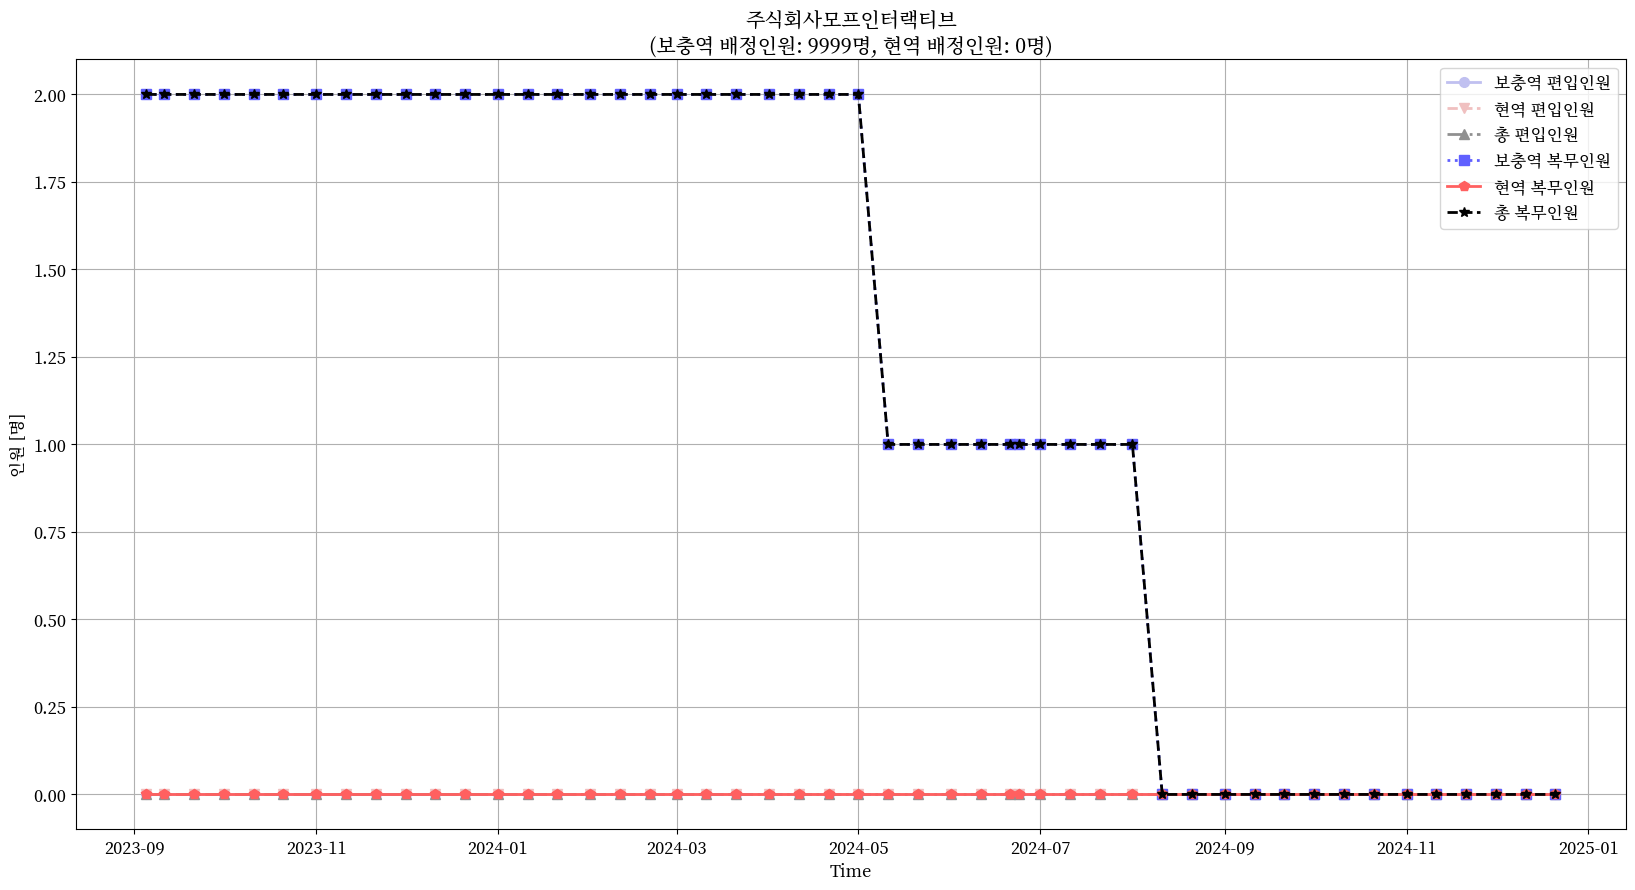 주식회사모프인터랙티브
(보충역 배정인원: 9999명, 현역 배정인원: 0명)
보충역 편입인원
현역 편입인원
총 편입인원
보충역 복무인원
현역 복무인원
총 복무인원
인원 [명]
2.00
1.75
1.50
1.25
1.00
0.75
0.50
0.25
0.00
2023-09
2023-11
2024-01
2024-03
2024-05
2024-07
2024-09
2024-11
2025-01
Time